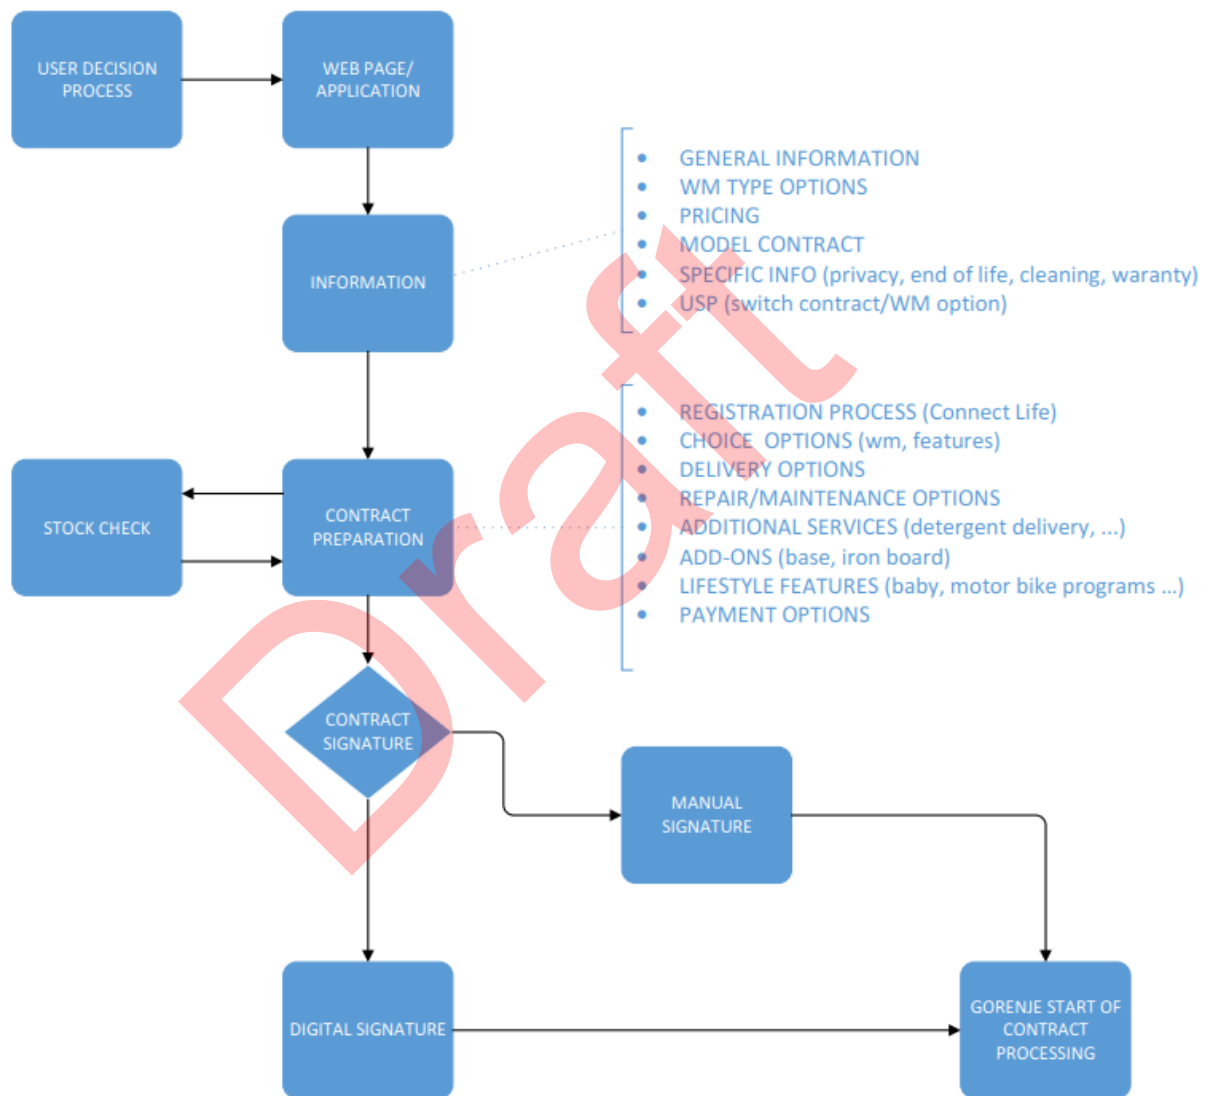 USER DECISION
PROCESS
WEB PAGE/
APPLICATION
GENERAL INFORMATION
WM TYPE OPTIONS
PRICING
MODEL CONTRACT
SPECIFIC INFO (privacy, end of life, cleaning, waranty)
USP (switch contract/WM option)
INFORMATION
REGISTRATION PROCESS (Connect Life)
CHOICE  OPTIONS (wm, features)
DELIVERY OPTIONS
REPAIR/MAINTENANCE OPTIONS
ADDITIONAL SERVICES (detergent delivery, ...)
ADD-ONS (base, iron board)
LIFESTYLE FEATURES (baby, motor bike programs ...)
PAYMENT OPTIONS
STOCK CHECK
CONTRACT
PREPARATION
Draft
CONTRACT
SIGNATURE
MANUAL
SIGNATURE
DIGITAL SIGNATURE
GORENJE START OF
CONTRACT
PROCESSING